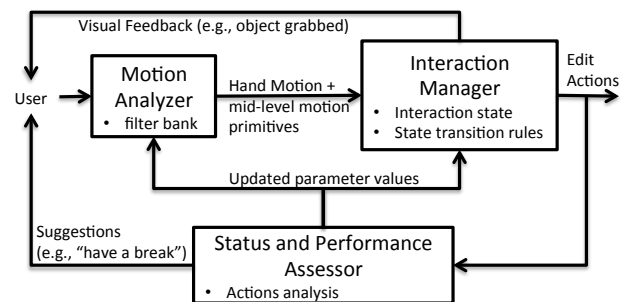 Visual Feedback (e.g., object grabbed)
User
Motion
Analyzer
• filter bank
Hand Motion +
mid-level motion
primitives
Interaction
Manager
• Interaction state
• State transition rules
Edit
Actions
Updated parameter values
Suggestions
(e.g., “have a break”)
Status and Performance
Assessor
• Actions analysis